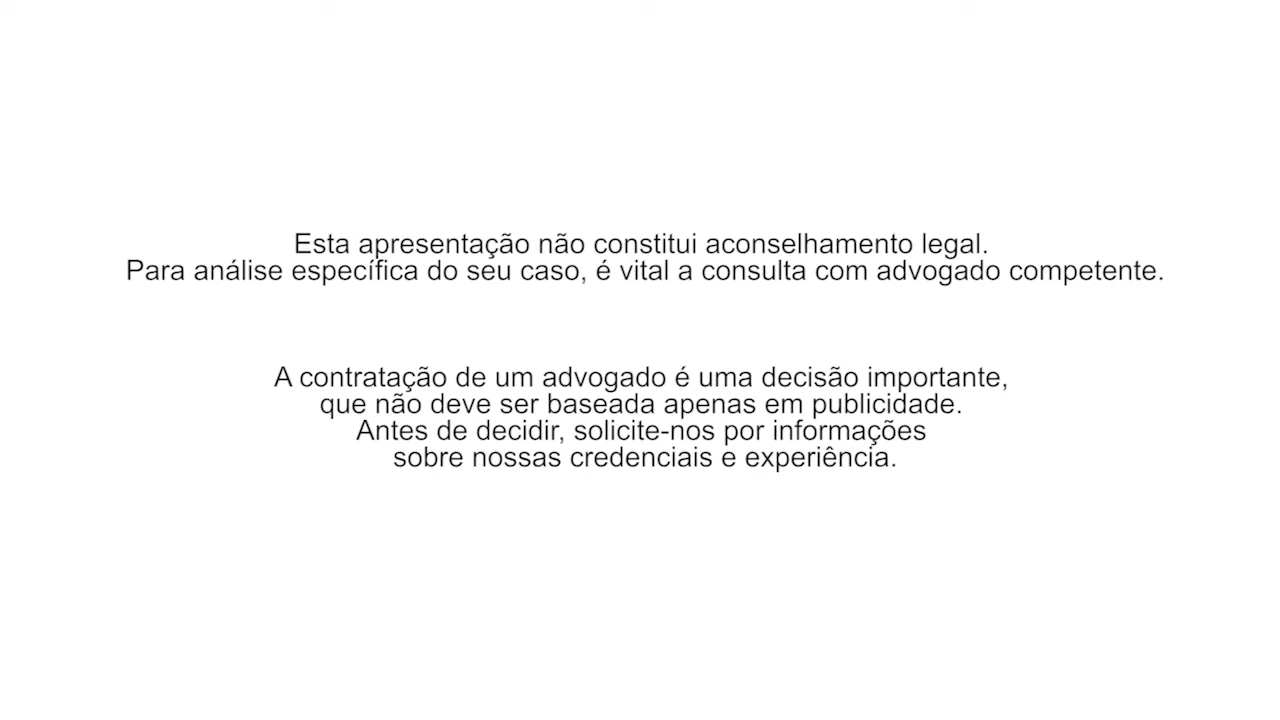 Esta apresentação não constitui aconselhamento legal.
Para análise específica do seu caso, é vital a consulta com advogado competente.
A contratação de um advogado é uma decisão importante,
que não deve ser baseada apenas em publicidade.
Antes de decidir, solicite-nos por informações
sobre nossas credenciais e experiência.